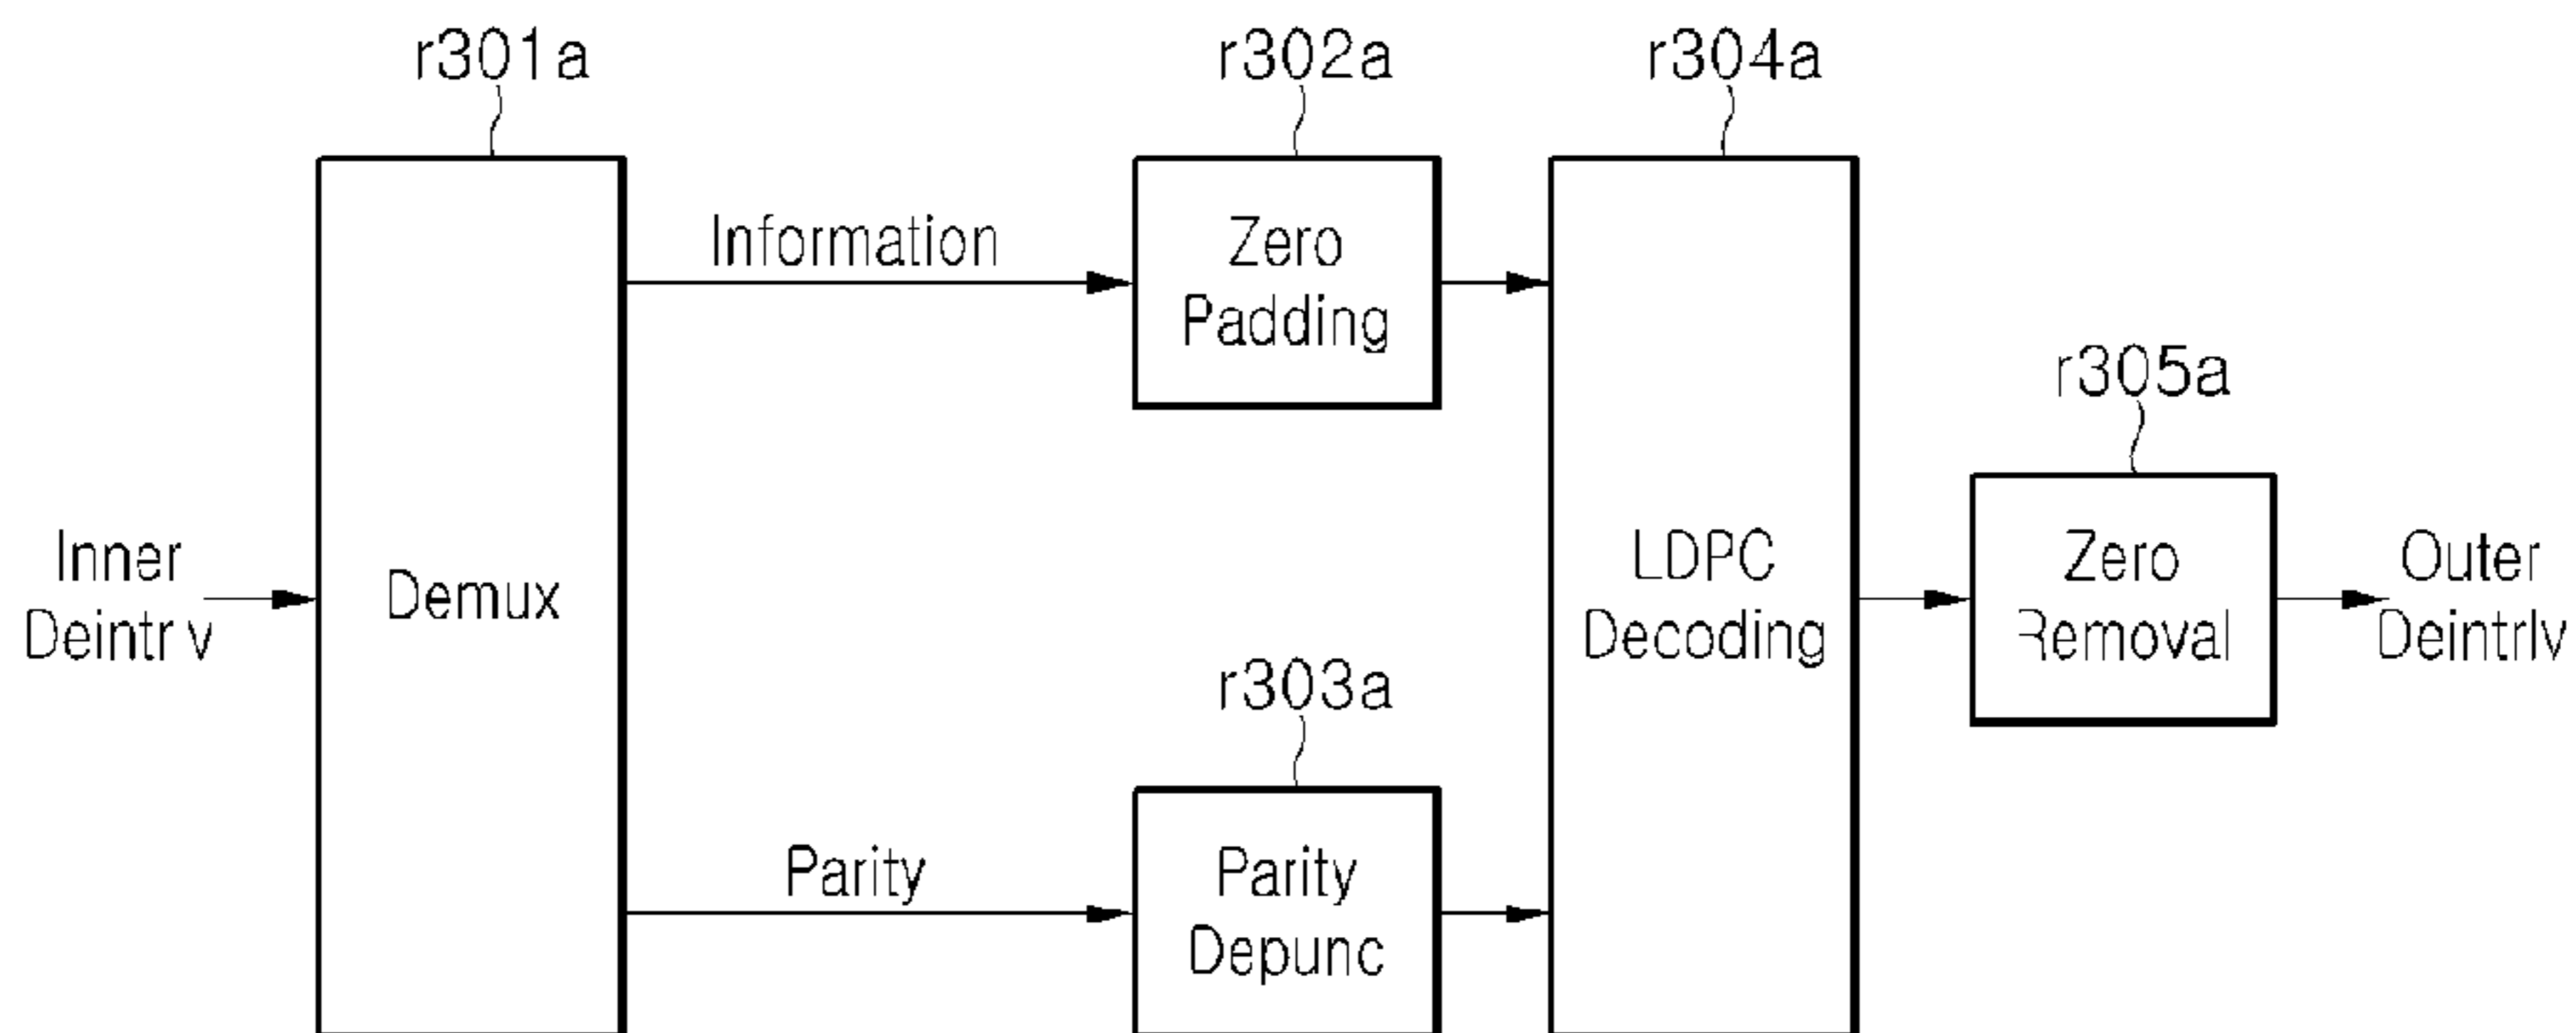 r301a
r302a
r304a
Information
Zero
Padding
r305a
Inner
Deintr v
Demux
LDPC
Decoding
Zero
Removal
Outer
Deintrlv
r303a
Parity
Parity
Depunc